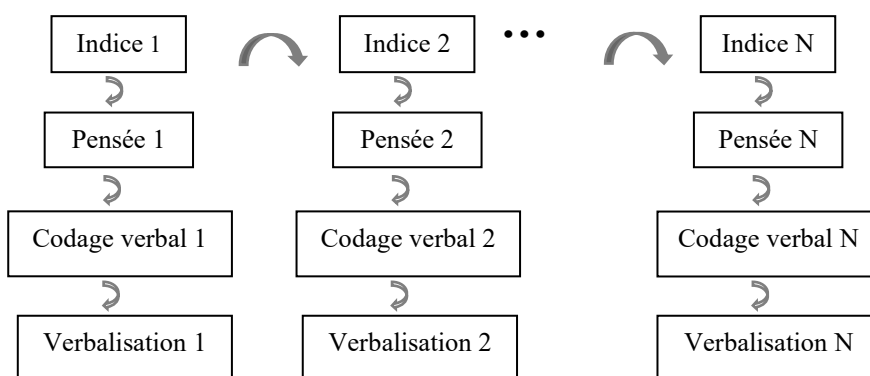 Indice 1
Indice 2
...
Indice N
Pensée 1
Pensée 2
Pensée N
Codage verbal 1
Codage verbal 2
Codage verbal N
Verbalisation 1
Verbalisation 2
Verbalisation N